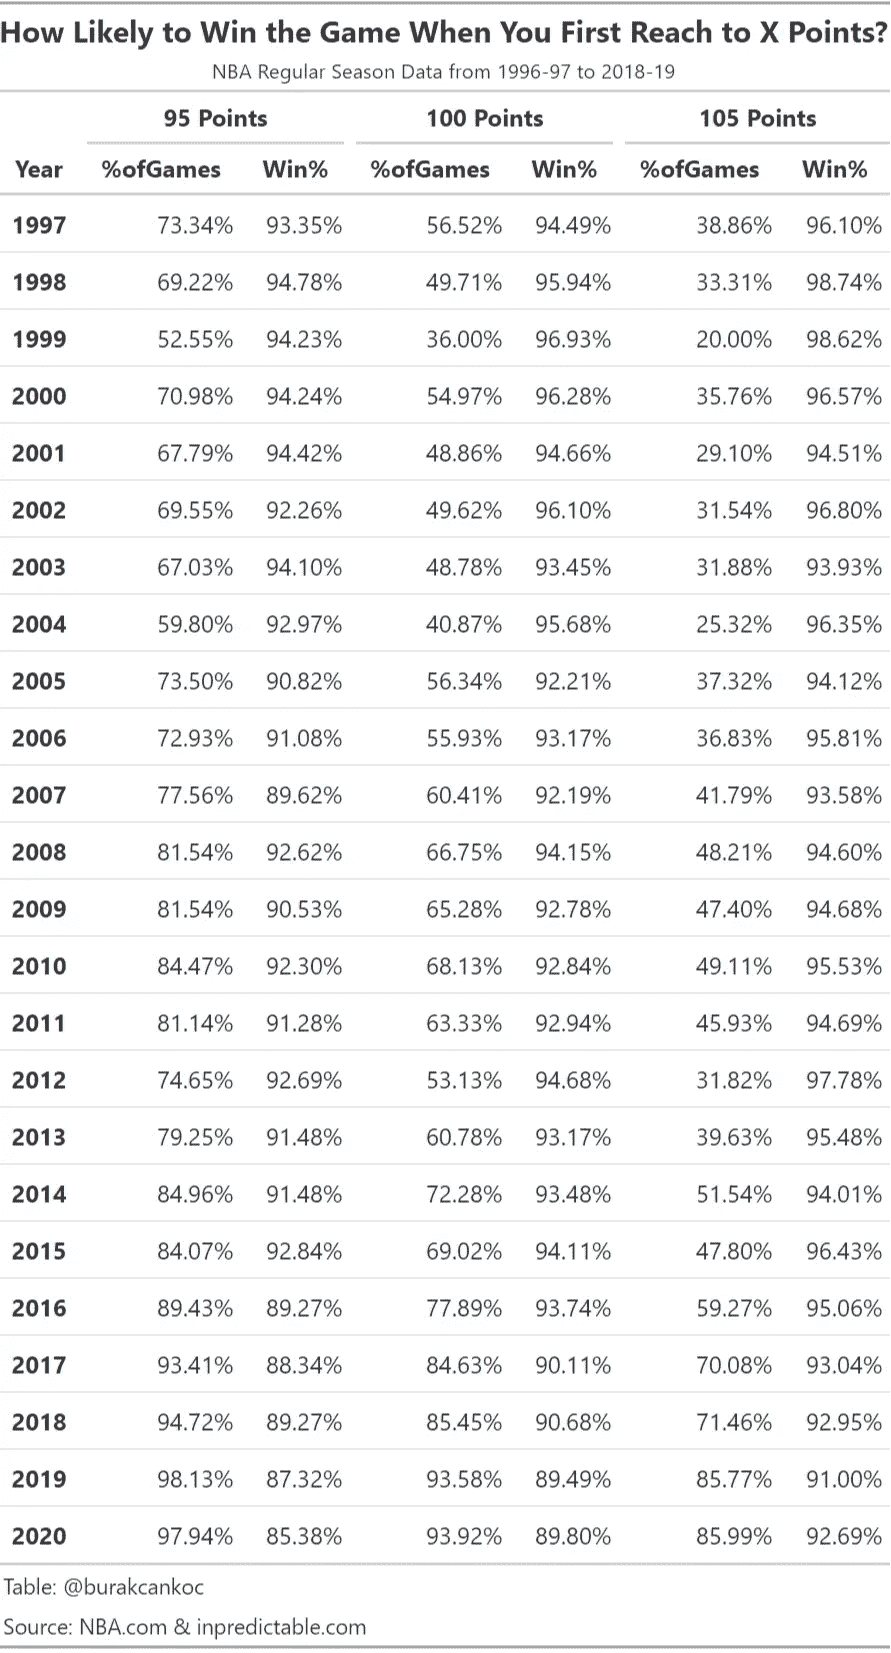 How Likely to Win the Game When You First Reach to X Points?
NBA Regular Season Data from 1996-97 to 2018-19
95 Points 100 Points 105 Points
Year %ofGames Win% %ofGames Win% %ofGames Win%
1997 73.34% 93.35% 56.52% 94.49% 38.86% 96.10%
1998 69.22% 94.78% 49.71% 95.94% 33.31% 98.74%
1999 52.55% 94.23% 36.00% 96.93% 20.00% 98.62%
2000 70.98% 94.24% 54.97% 96.28% 35.76% 96.57%
2001 67.79% 94.42% 48.86% 94.66% 29.10% 94.51%
2002 69.55% 92.26% 49.62% 96.10% 31.54% 96.80%
2003 67.03% 94.10% 48.78% 93.45% 31.88% 93.93%
2004 59.80% 92.97% 40.87% 95.68% 25.32% 96.35%
2005 73.50% 90.82% 56.34% 92.21% 37.32% 94.12%
2006 72.93% 91.08% 55.93% 93.17% 36.83% 95.81%
2007 77.56% 89.62% 60.41% 92.19% 41.79% 93.58%
2008 81.54% 92.62% 66.75% 94.15% 48.21% 94.60%
2009 81.54% 90.53% 65.28% 92.78% 47.40% 94.68%
2010 84.47% 92.30% 68.13% 92.84% 49.11% 95.53%
2011 81.14% 91.28% 63.33% 92.94% 45.93% 94.69%
2012 74.65% 92.69% 53.13% 94.68% 31.82% 97.78%
2013 79.25% 91.48% 60.78% 93.17% 39.63% 95.48%
2014 84.96% 91.48% 72.28% 93.48% 51.54% 94.01%
2015 84.07% 92.84% 69.02% 94.11% 47.80% 96.43%
2016 89.43% 89.27% 77.89% 93.74% 59.27% 95.06%
2017 93.41% 88.34% 84.63% 90.11% 70.08% 93.04%
2018 94.72% 89.27% 85.45% 90.68% 71.46% 92.95%
2019 98.13% 87.32% 93.58% 89.49% 85.77% 91.00%
2020 97.94% 85.38% 93.92% 89.80% 85.99% 92.69%
Table: @burakcankoc
Source: NBA.com & inpredictable.com